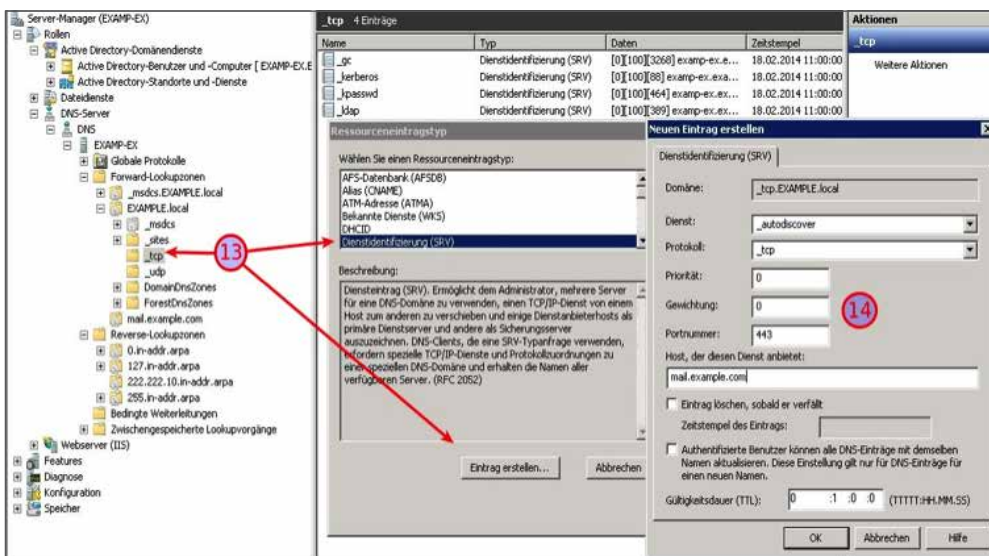 Server-Manager (EXAMP-EX)
Rollen
Active Directory-Domänendienste
Active Directory-Benutzer und -Computer [ EXAMP-EX.E
Active Directory-Standorte und -Dienste
Dateidienste
DNS-Server
DNS
EXAMP-EX
Globale Protokolle
Forward-Lookupzonen
_msdcs.EXAMPLE.local
EXAMPLE.local
_msdcs
_sites
_tcp
_udp
DomainDnsZones
ForestDnsZones
mail.example.com
Reverse-Lookupzonen
0.in-addr.arpa
127.in-addr.arpa
222.222.10.in-addr.arpa
255.in-addr.arpa
Bedingte Weiterleitungen
Zwischengespeicherte Lookupvorgänge
Webserver (IIS)
Features
Diagnose
Konfiguration
Speicher
13
_tcp 4 Einträge
Name Typ Daten Zeitstempel
_gc Dienstidentifizierung (SRV) [0][100][3268] examp-ex.e... 18.02.2014 11:00:00
_kerberos Dienstidentifizierung (SRV) [0][100][88] examp-ex.exa... 18.02.2014 11:00:00
_kpasswd Dienstidentifizierung (SRV) [0][100][464] examp-ex.ex... 18.02.2014 11:00:00
_ldap Dienstidentifizierung (SRV) [0][100][389] examp-ex.ex... 18.02.2014 11:00:00
Aktionen
_tcp
Weitere Aktionen
Ressourceneintragstyp
Wählen Sie einen Ressourceneintragstyp:
AFS-Datenbank (AFSDB)
Alias (CNAME)
ATM-Adresse (ATMA)
Bekannte Dienste (WKS)
DHCID
Dienstidentifizierung (SRV)
Beschreibung:
Diensteintrag (SRV). Ermöglicht dem Administrator, mehrere Server
für eine DNS-Domäne zu verwenden, einen TCP/IP-Dienst von einem
Host zum anderen zu verschieben und einige Dienstanbieterhosts als
primäre Dienstserver und andere als Sicherungsserver
auszuzeichnen. DNS-Clients, die eine SRV-Typanfrage verwenden,
erfordern spezielle TCP/IP-Dienste und Protokollzuordnungen zu
einer speziellen DNS-Domäne und erhalten die Namen aller
verfügbaren Server. (RFC 2052)
Eintrag erstellen...
Abbrechen
Neuen Eintrag erstellen
Dienstidentifizierung (SRV)
Domäne: _tcp.EXAMPLE.local
Dienst: _autodiscover
Protokoll: _tcp
Priorität: 0
Gewichtung: 0
Portnummer: 443
14
Host, der diesen Dienst anbietet:
mail.example.com
Eintrag löschen, sobald er verfällt
Zeitstempel des Eintrags:
Authentifizierte Benutzer können alle DNS-Einträge mit demselben
Namen aktualisieren. Diese Einstellung gilt nur für DNS-Einträge für
einen neuen Namen.
Gültigkeitsdauer (TTL): 0 :1 :0 :0 (TTTTT:HH.MM.SS)
OK Abbrechen Hilfe